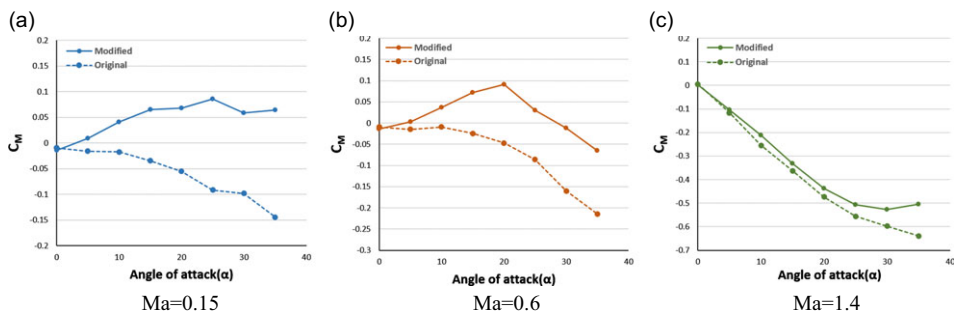 (a)
0.2
0.15
0.1
0.05
0
-0.05
-0.1
-0.15
-0.2
C_M
Modified
Original
0 10 20 30 40
Angle of attack(α)
Ma=0.15
(b)
0.2
0.15
0.1
0.05
0
-0.05
-0.1
-0.15
-0.2
-0.25
-0.3
C_M
Modified
Original
0 10 20 30 40
Angle of attack(α)
Ma=0.6
(c)
0.2
0.1
0
-0.1
-0.2
-0.3
-0.4
-0.5
-0.6
-0.7
C_M
Modified
Original
0 10 20 30 40
Angle of attack(α)
Ma=1.4